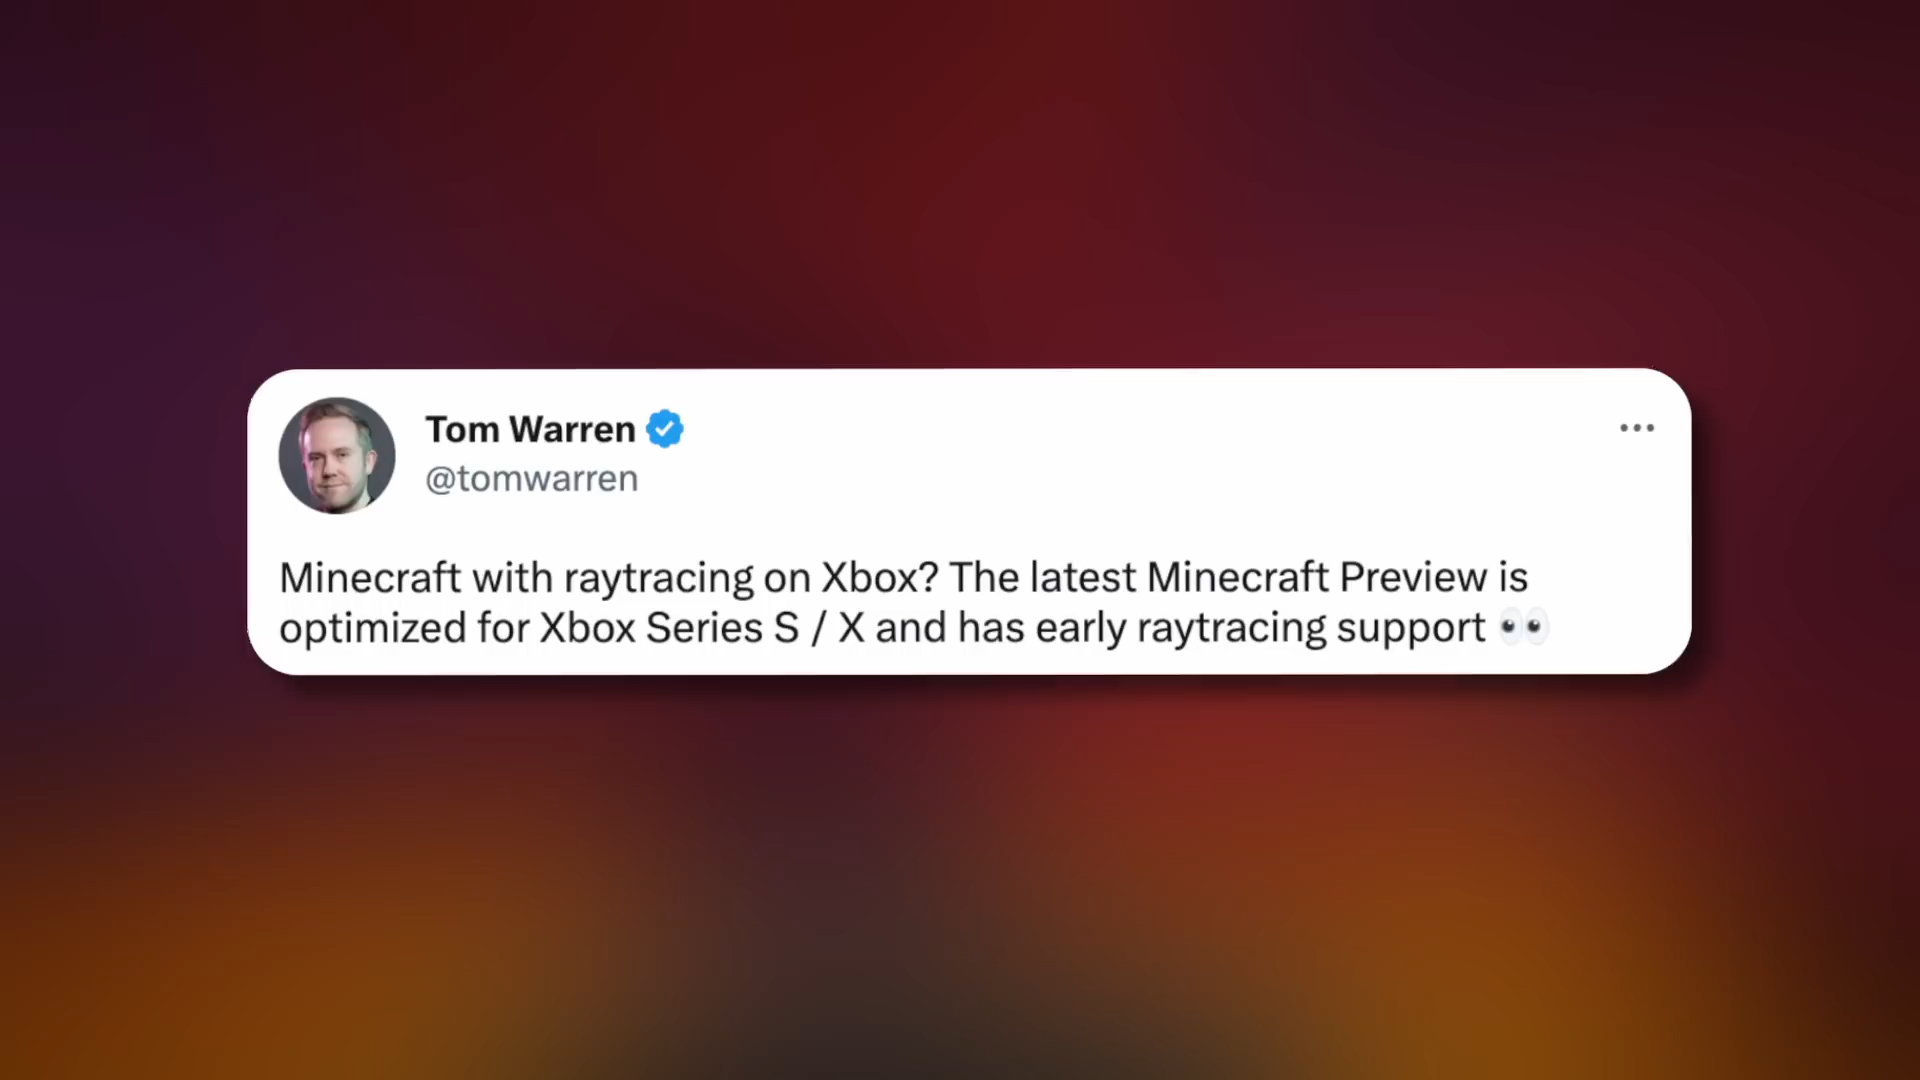 Tom Warren
@tomwarren
Minecraft with raytracing on Xbox? The latest Minecraft Preview is
optimized for Xbox Series S / X and has early raytracing support 👀